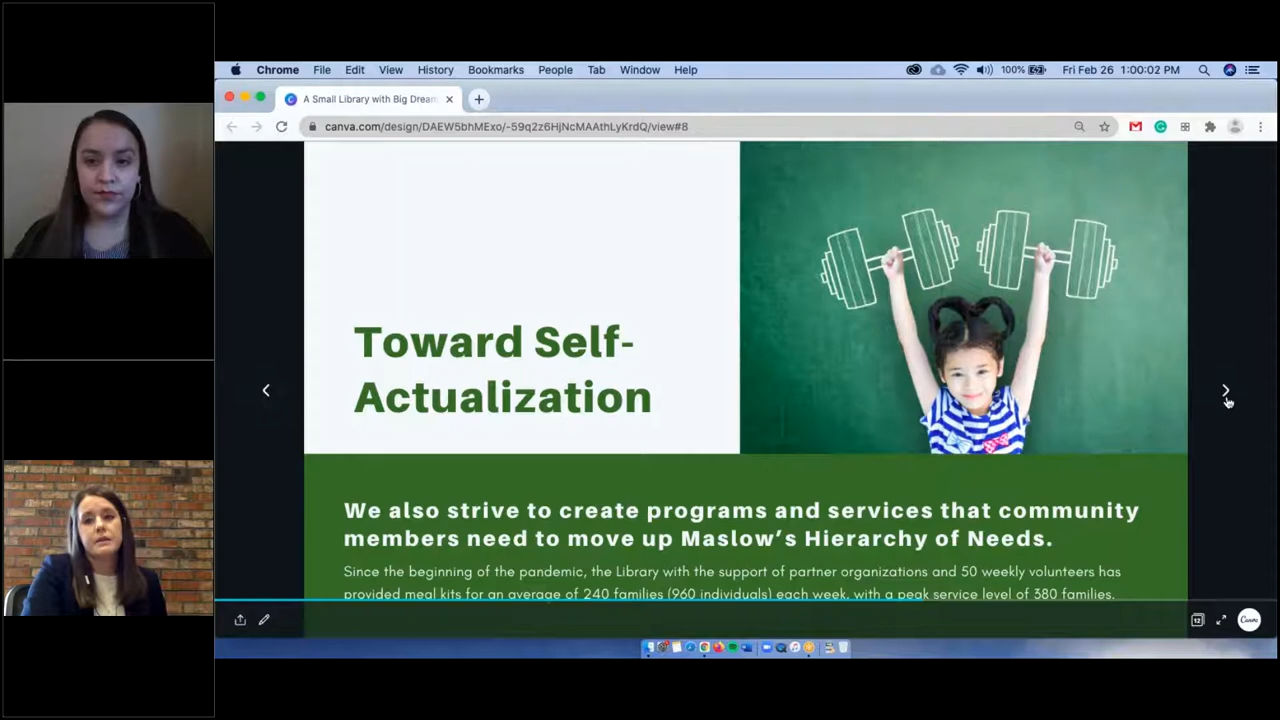 Chrome File Edit View History Bookmarks People Tab Window Help 100% Fri Feb 26 1:00:02 PM
A Small Library with Big Dream
canva.com/design/DAEW5bhMExo/-59q2z6HjNcMAAthLyKrdQ/view#8
Toward Self-
Actualization
We also strive to create programs and services that community
members need to move up Maslow's Hierarchy of Needs.
Since the beginning of the pandemic, the Library with the support of partner organizations and 50 weekly volunteers has
provided meal kits for an average of 240 families (960 individuals) each week, with a peak service level of 380 families.
12
Canva